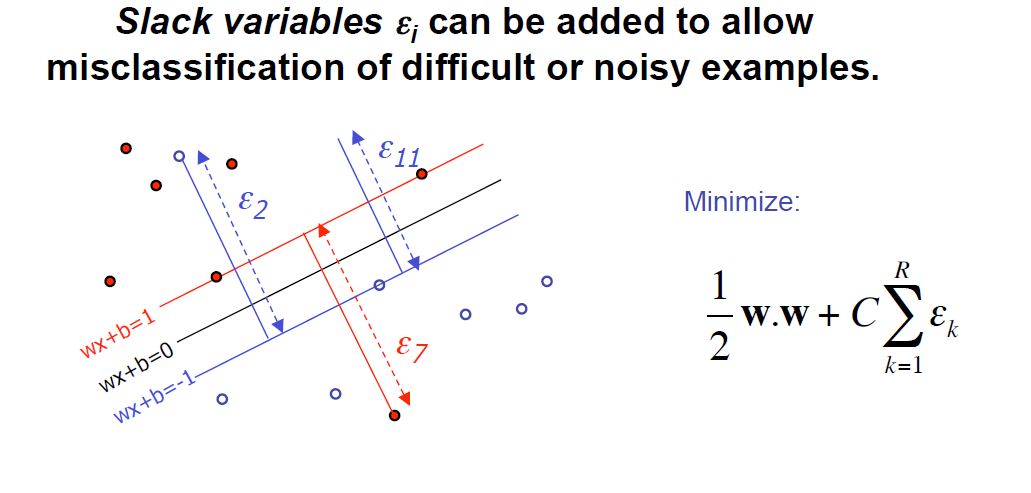 Slack variables εi can be added to allow
misclassification of difficult or noisy examples.
ε11
ε2
Minimize:
wx+b=1
wx+b=0
wx+b=-1
ε7
1/2 w.w + C ∑ εk
R
k=1